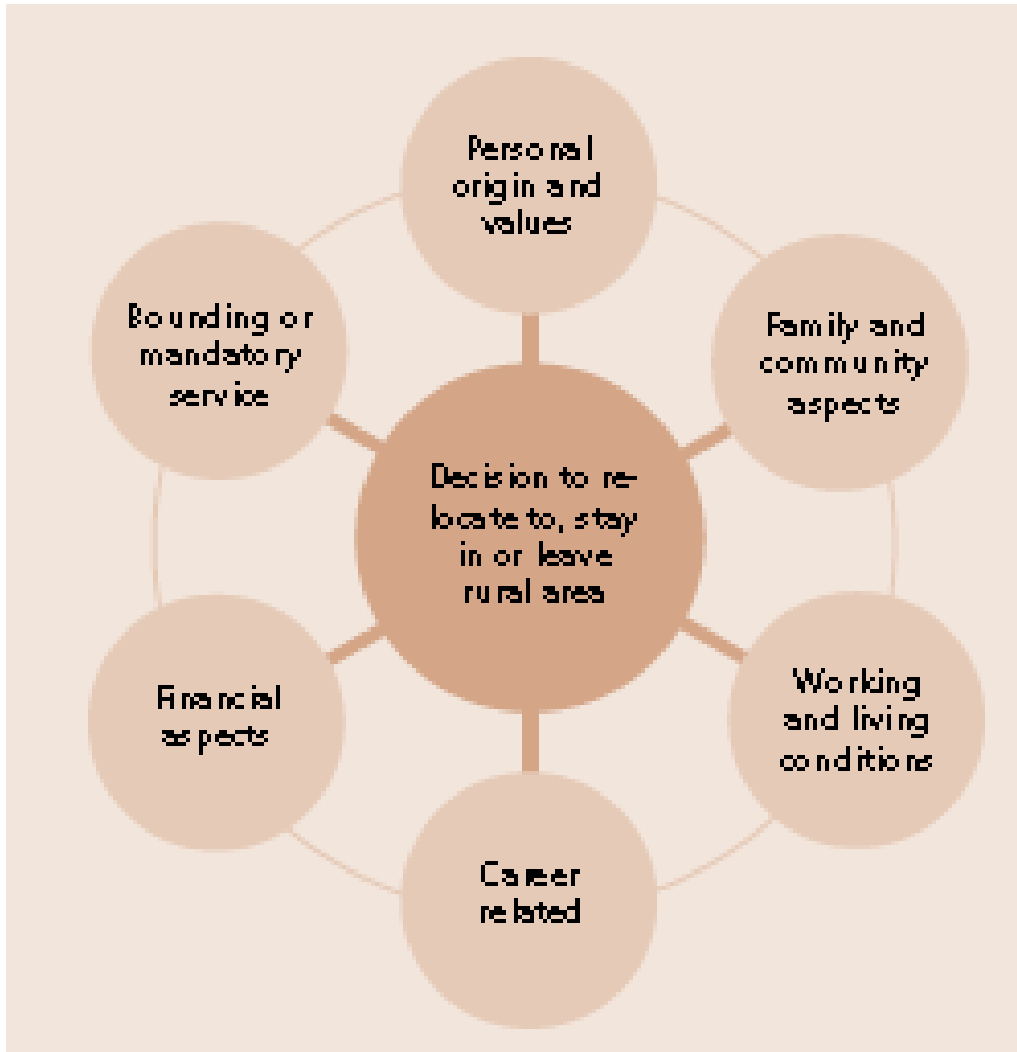 Personal
origin and
values
Family and
community
aspects
Working
and living
conditions
Career
related
Financial
aspects
Bounding or
mandatory
service
Decision to re-
locate to, stay
in or leave
rural area